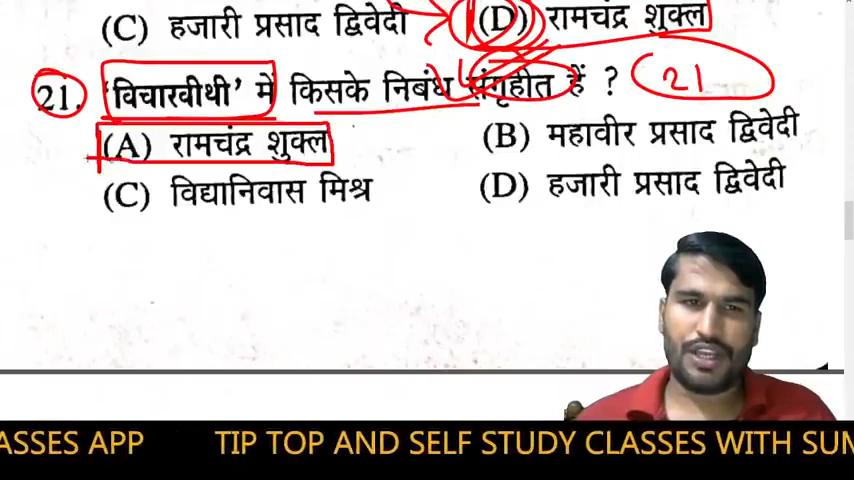 (C) हजारी प्रसाद द्विवेदी (D) रामचंद्र शुक्ल
21. 'विचारवीथी' में किसके निबंध संगृहीत हैं ? 21
(A) रामचंद्र शुक्ल (B) महावीर प्रसाद द्विवेदी
(C) विद्यानिवास मिश्र (D) हजारी प्रसाद द्विवेदी
ASSES APP TIP TOP AND SELF STUDY CLASSES WITH SUM